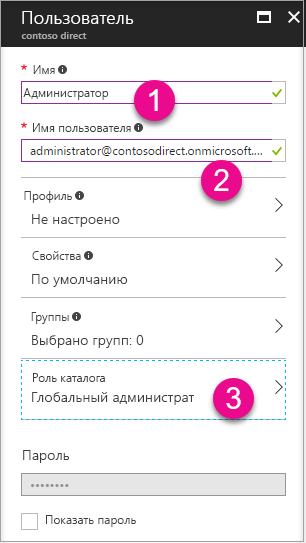 Пользователь
contoso direct
* Имя
Администратор
1
* Имя пользователя
administrator@contosodirect.onmicrosoft....
2
Профиль
Не настроено
Свойства
По умолчанию
Группы
Выбрано групп: 0
Роль каталога
Глобальный администрат
3
Пароль
Показать пароль